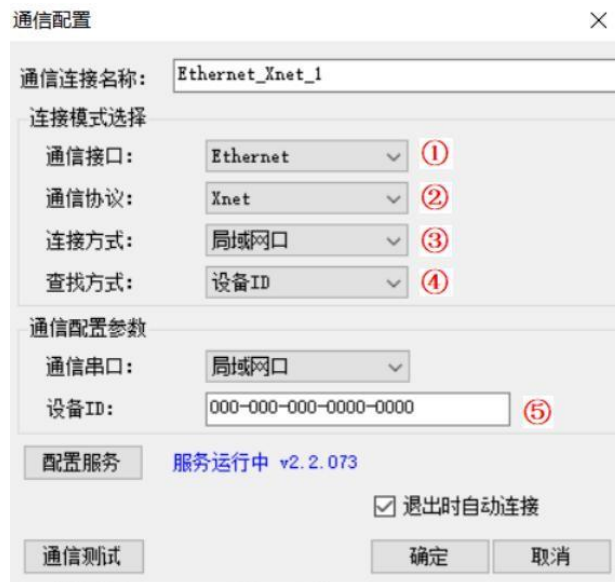 通信配置
通信连接名称: Ethernet_Xnet_1
连接模式选择
通信接口: Ethernet ①
通信协议: Xnet ②
连接方式: 局域网口 ③
查找方式: 设备ID ④
通信配置参数
通信串口: 局域网口
设备ID: 000-000-000-0000-0000 ⑤
配置服务 服务运行中 v2.2.073
退出时自动连接
通信测试 确定 取消